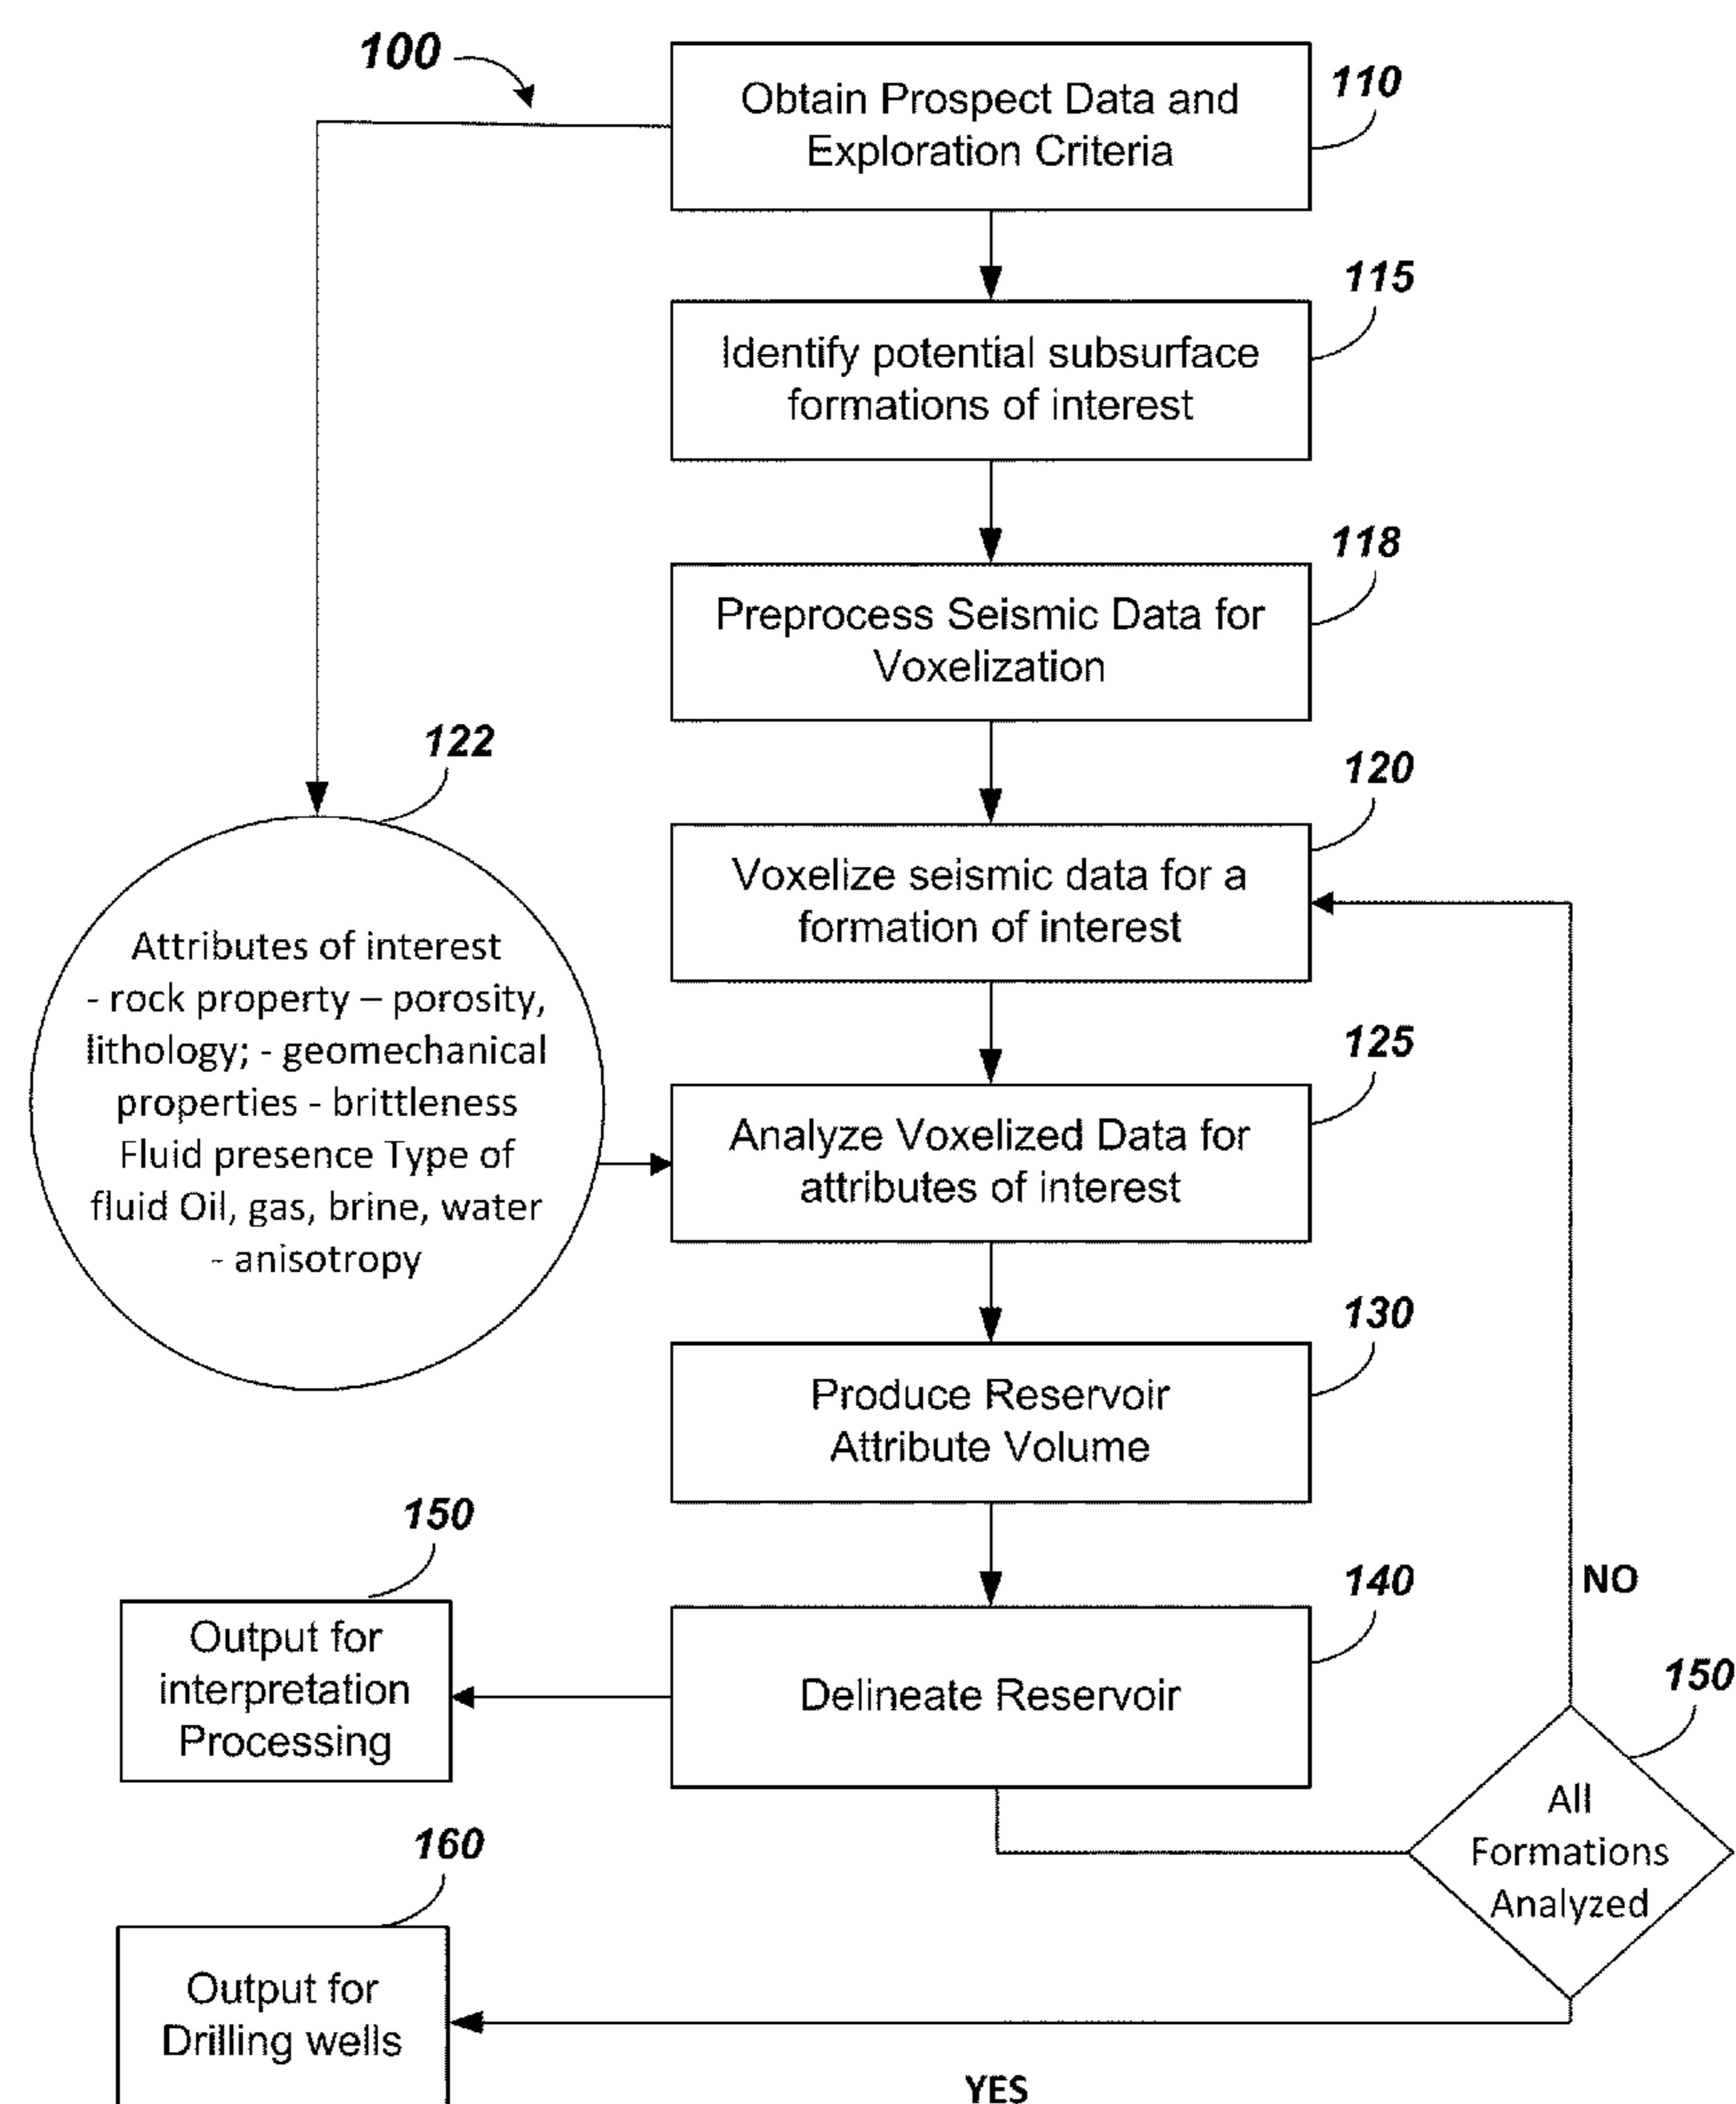 100
110
Obtain Prospect Data and
Exploration Criteria
115
Identify potential subsurface
formations of interest
118
Preprocess Seismic Data for
Voxelization
122
120
Voxelize seismic data for a
formation of interest
Attributes of interest
- rock property – porosity,
lithology; - geomechanical
properties - brittleness
Fluid presence Type of
fluid Oil, gas, brine, water
- anisotropy
125
Analyze Voxelized Data for
attributes of interest
130
Produce Reservoir
Attribute Volume
150
Output for
interpretation
Processing
140
Delineate Reservoir
NO
150
All
Formations
Analyzed
160
Output for
Drilling wells
YES